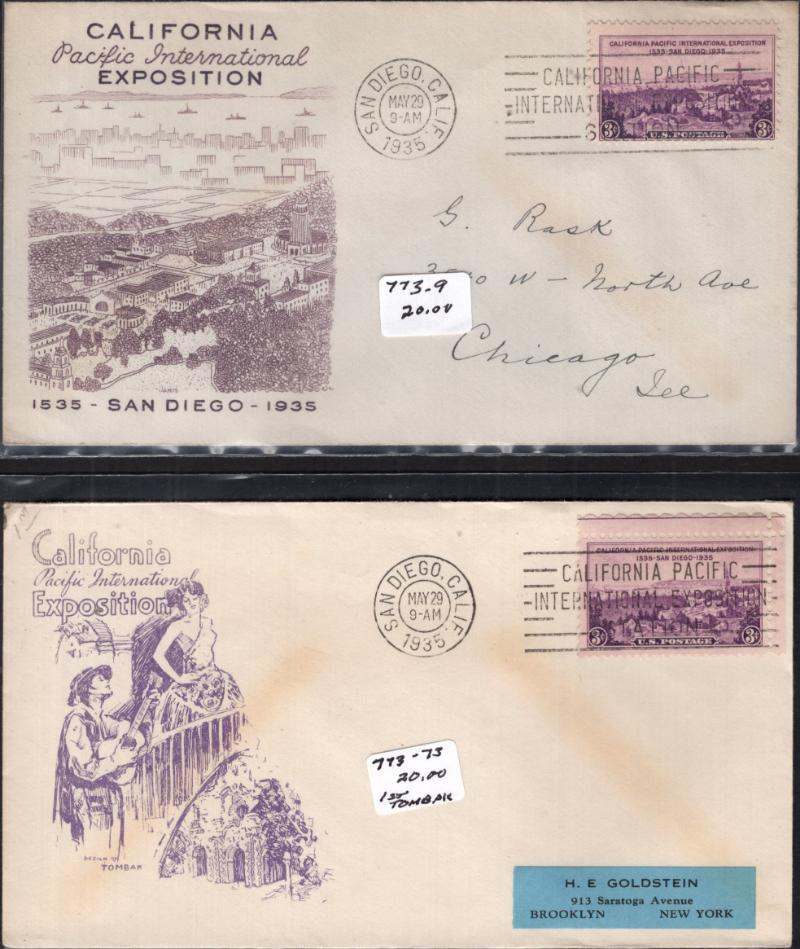 CALIFORNIA
Pacific International
EXPOSITION
1535 - SAN DIEGO - 1935
SAN DIEGO, CALIF.
MAY 29
9-AM
1935
CALIFORNIA PACIFIC INTERNATIONAL EXPOSITION
1535-SAN DIEGO-1935
CALIFORNIA PACIFIC
INTERNATIONAL EXPOSITION
3¢ U.S. POSTAGE 3¢
G. Rask
W - North Ave
Chicago
Ill
773-9
20.00
California
Pacific International
Exposition
DESIGN BY
TOMBAK
SAN DIEGO, CALIF.
MAY 29
9-AM
1935
CALIFORNIA-PACIFIC-INTERNATIONAL-EXPOSITION
1535-SAN DIEGO-1935
CALIFORNIA PACIFIC
INTERNATIONAL EXPOSITION
3¢ U.S. POSTAGE 3¢
773-73
20.00
1st
TOMBAK
H. E GOLDSTEIN
913 Saratoga Avenue
BROOKLYN NEW YORK